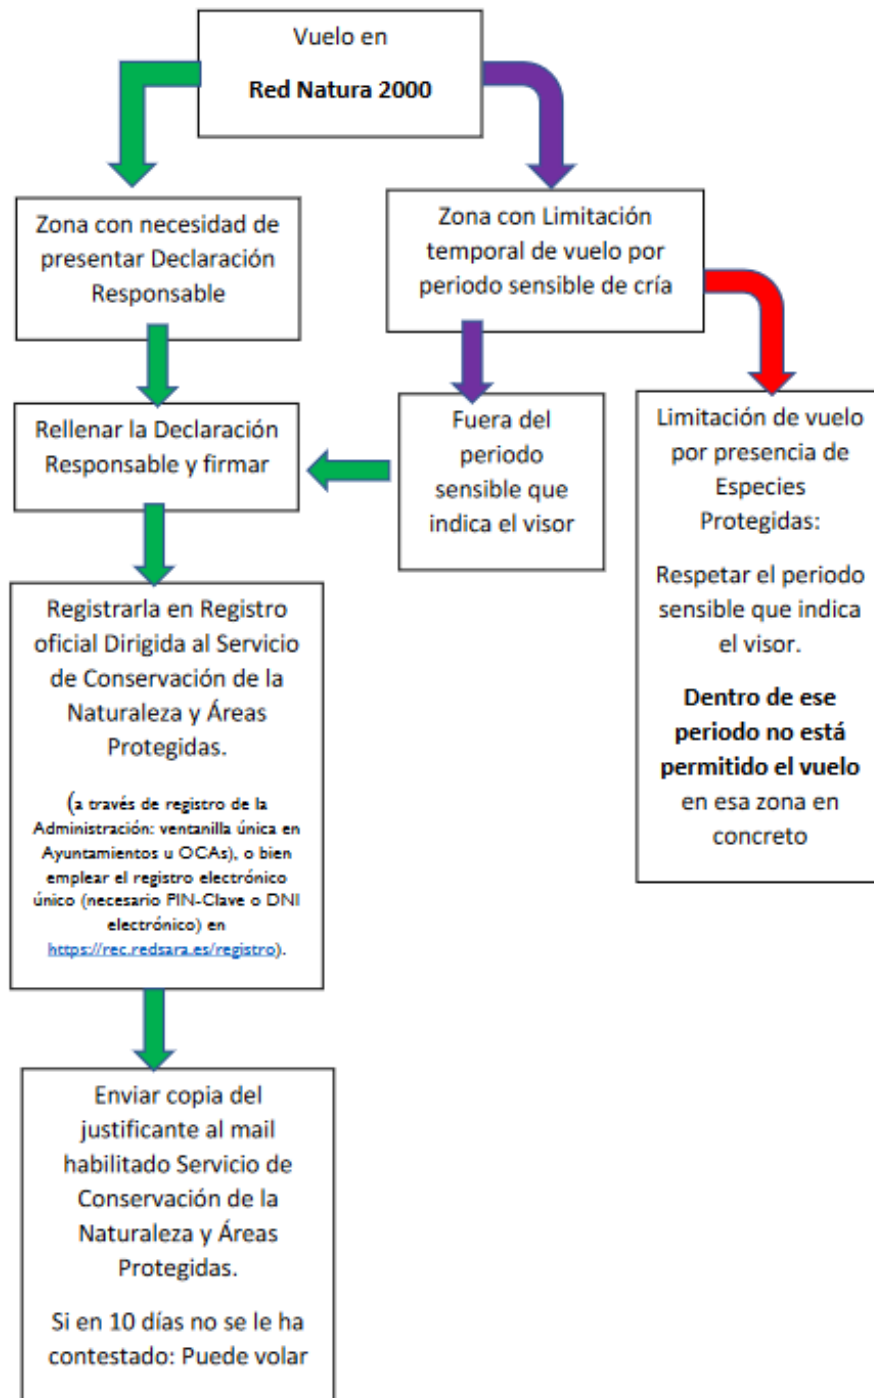 Vuelo en
Red Natura 2000
Zona con necesidad de
presentar Declaración
Responsable
Zona con Limitación
temporal de vuelo por
periodo sensible de cría
Rellenar la Declaración
Responsable y firmar
Fuera del
periodo
sensible que
indica el visor
Limitación de vuelo
por presencia de
Especies
Protegidas:
Respetar el periodo
sensible que indica
el visor.
Dentro de ese
periodo no está
permitido el vuelo
en esa zona en
concreto
Registrarla en Registro
oficial Dirigida al Servicio
de Conservación de la
Naturaleza y Áreas
Protegidas.
(a través de registro de la
Administración: ventanilla única en
Ayuntamientos u OCAs), o bien
emplear el registro electrónico
único (necesario PIN-Clave o DNI
electrónico) en
https://rec.redsara.es/registro).
Enviar copia del
justificante al mail
habilitado Servicio de
Conservación de la
Naturaleza y Áreas
Protegidas.
Si en 10 días no se le ha
contestado: Puede volar